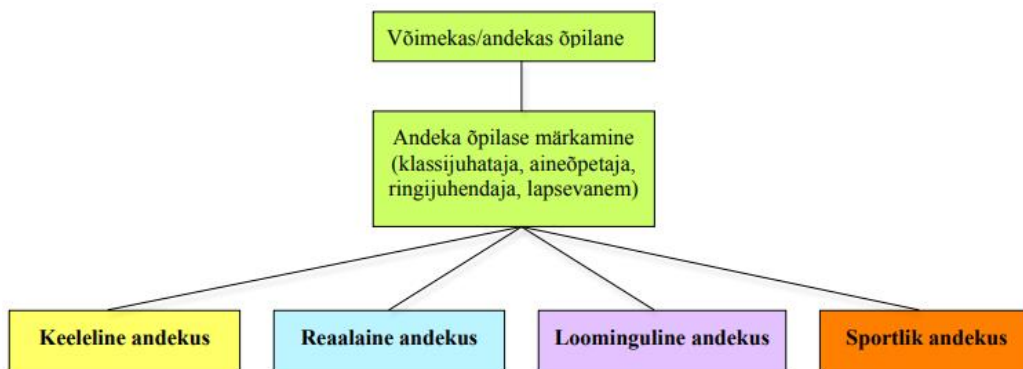 Võimekas/andekas õpilane
Andeka õpilase märkamine
(klassijuhataja, aineõpetaja,
ringijuhendaja, lapsevanem)
Keeleline andekus
Reaalaine andekus
Loominguline andekus
Sportlik andekus